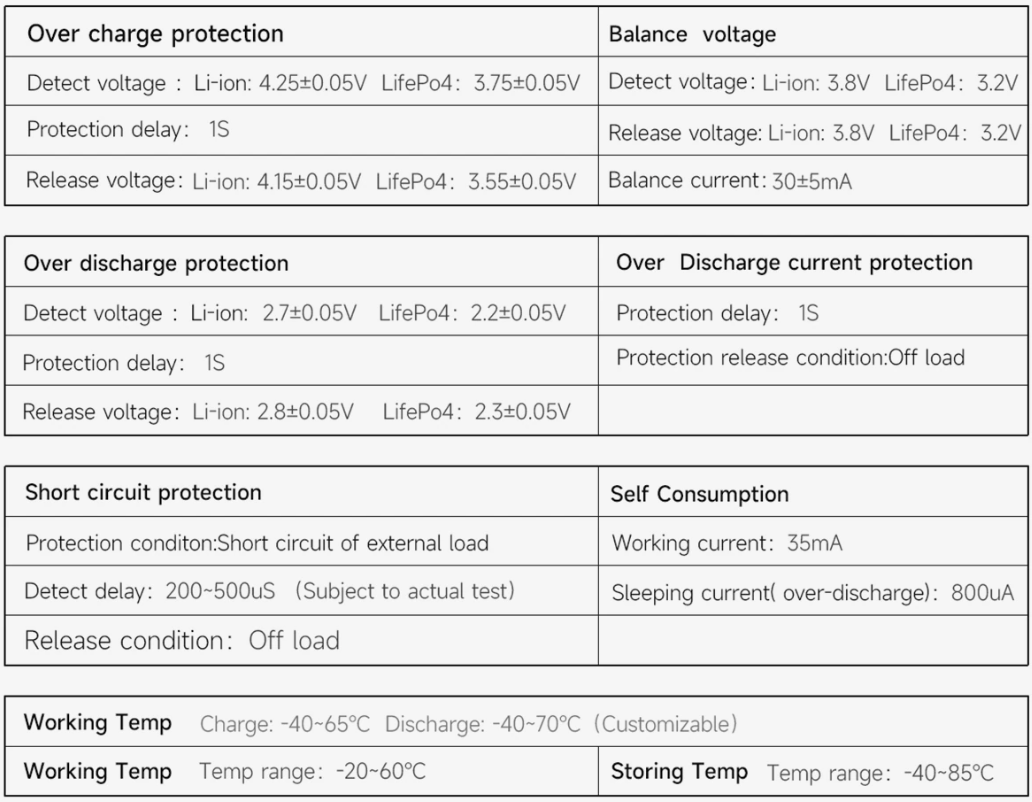 Over charge protection
Balance voltage
Detect voltage : Li-ion: 4.25±0.05V LifePo4: 3.75±0.05V
Detect voltage: Li-ion: 3.8V LifePo4: 3.2V
Protection delay: 1S
Release voltage: Li-ion: 3.8V LifePo4: 3.2V
Release voltage: Li-ion: 4.15±0.05V LifePo4: 3.55±0.05V
Balance current: 30±5mA
Over discharge protection
Over Discharge current protection
Detect voltage : Li-ion: 2.7±0.05V LifePo4: 2.2±0.05V
Protection delay: 1S
Protection delay: 1S
Protection release condition:Off load
Release voltage: Li-ion: 2.8±0.05V LifePo4: 2.3±0.05V
Short circuit protection
Self Consumption
Protection conditon:Short circuit of external load
Working current: 35mA
Detect delay: 200~500uS (Subject to actual test)
Sleeping current( over-discharge): 800uA
Release condition: Off load
Working Temp Charge: -40~65℃ Discharge: -40~70℃ (Customizable)
Working Temp Temp range: -20~60℃
Storing Temp Temp range: -40~85℃